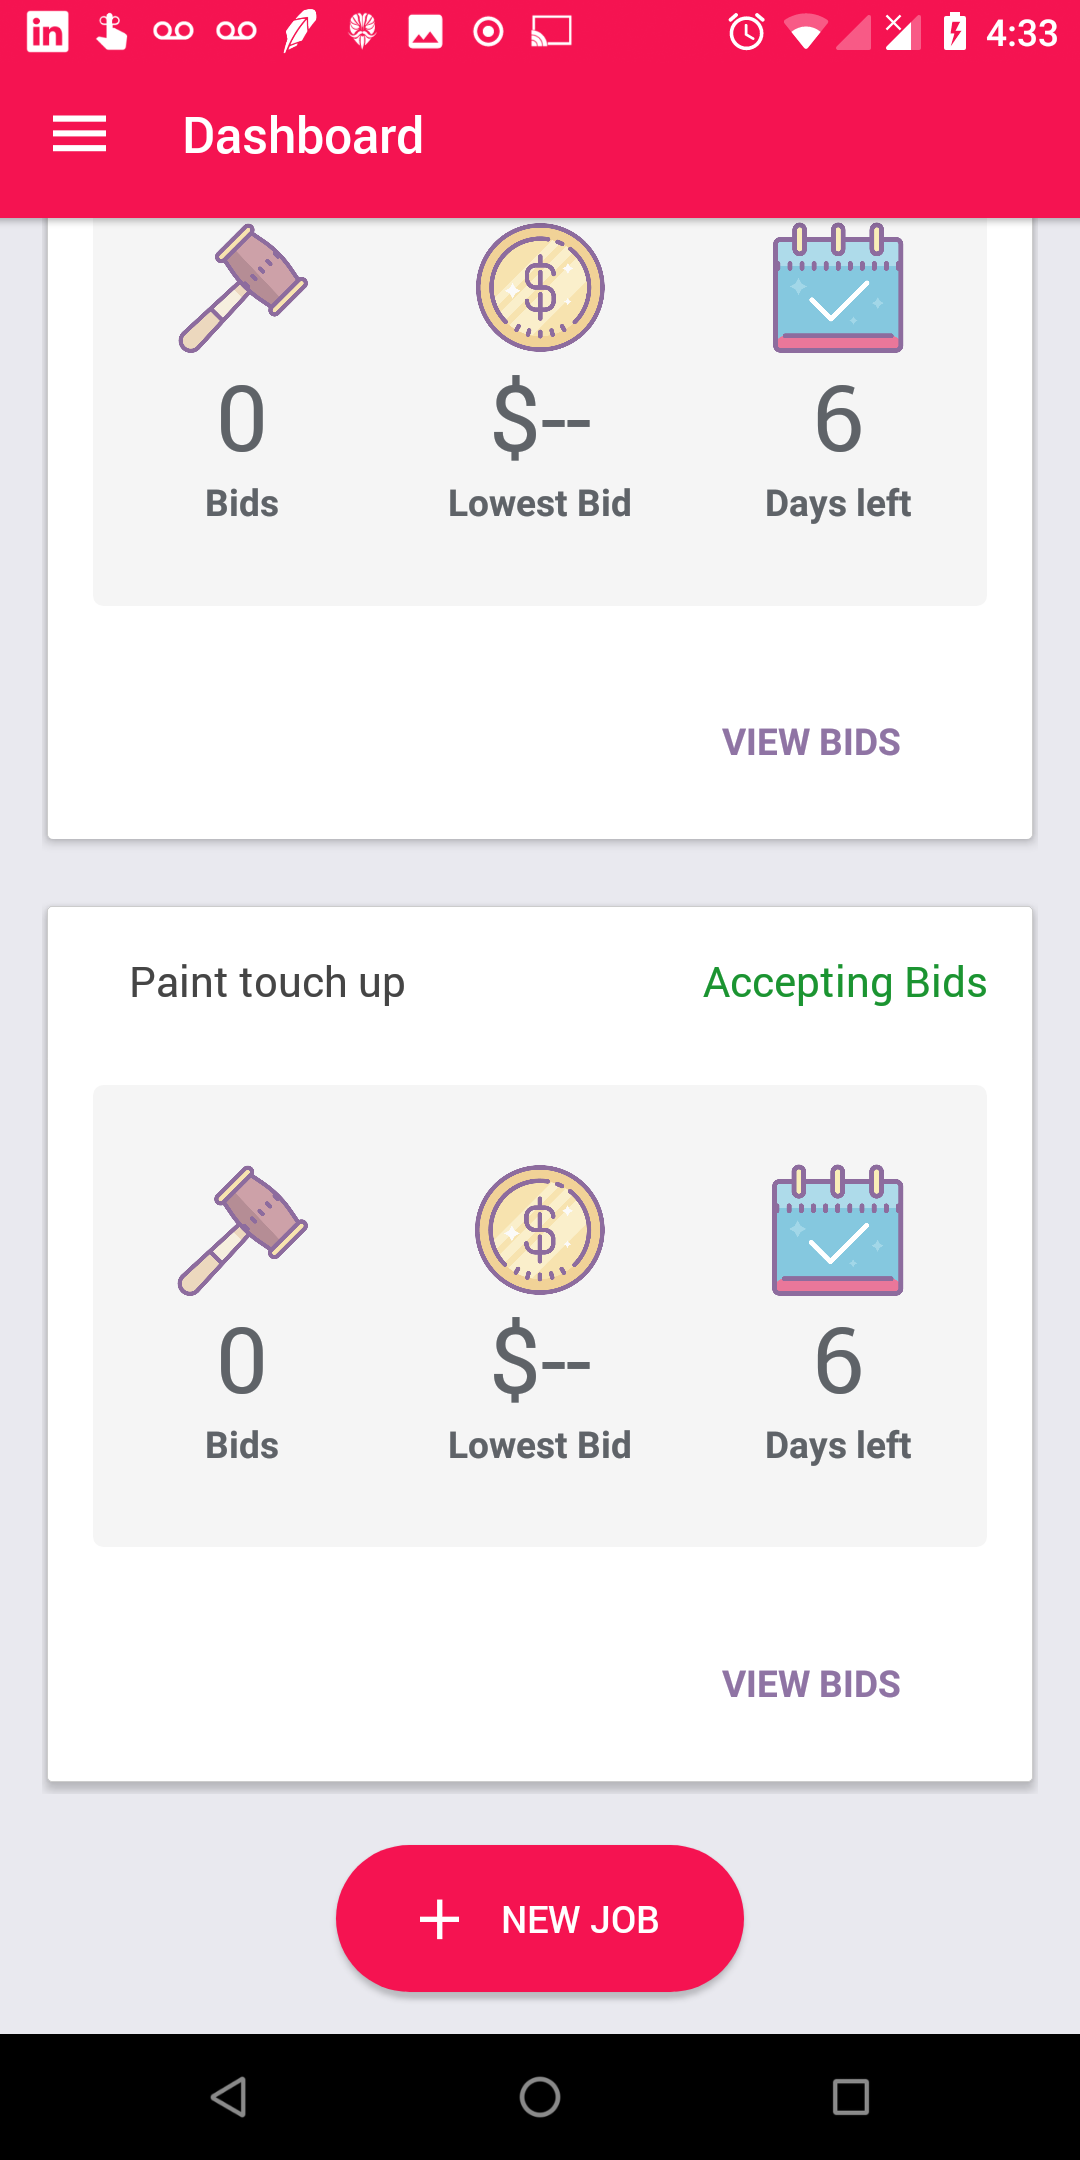 in 4:33
Dashboard
0 $-- 6
Bids Lowest Bid Days left
VIEW BIDS
Paint touch up Accepting Bids
0 $-- 6
Bids Lowest Bid Days left
VIEW BIDS
+ NEW JOB